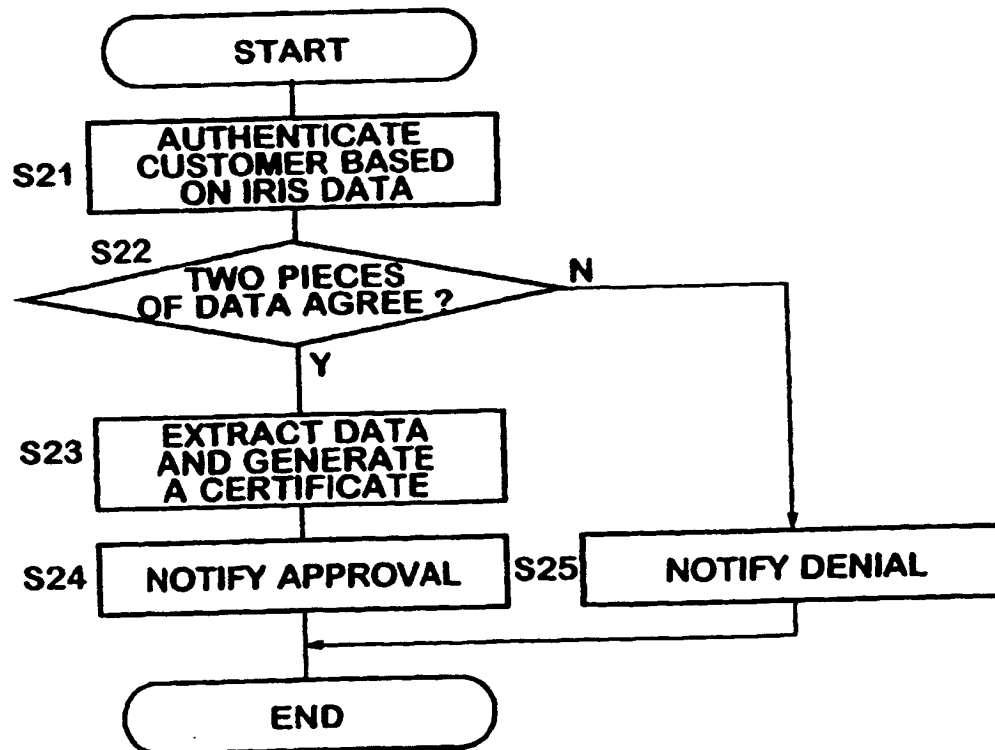 START
S21
AUTHENTICATE
CUSTOMER BASED
ON IRIS DATA
S22
TWO PIECES
OF DATA AGREE ?
N
Y
S23
EXTRACT DATA
AND GENERATE
A CERTIFICATE
S24
NOTIFY APPROVAL
S25
NOTIFY DENIAL
END